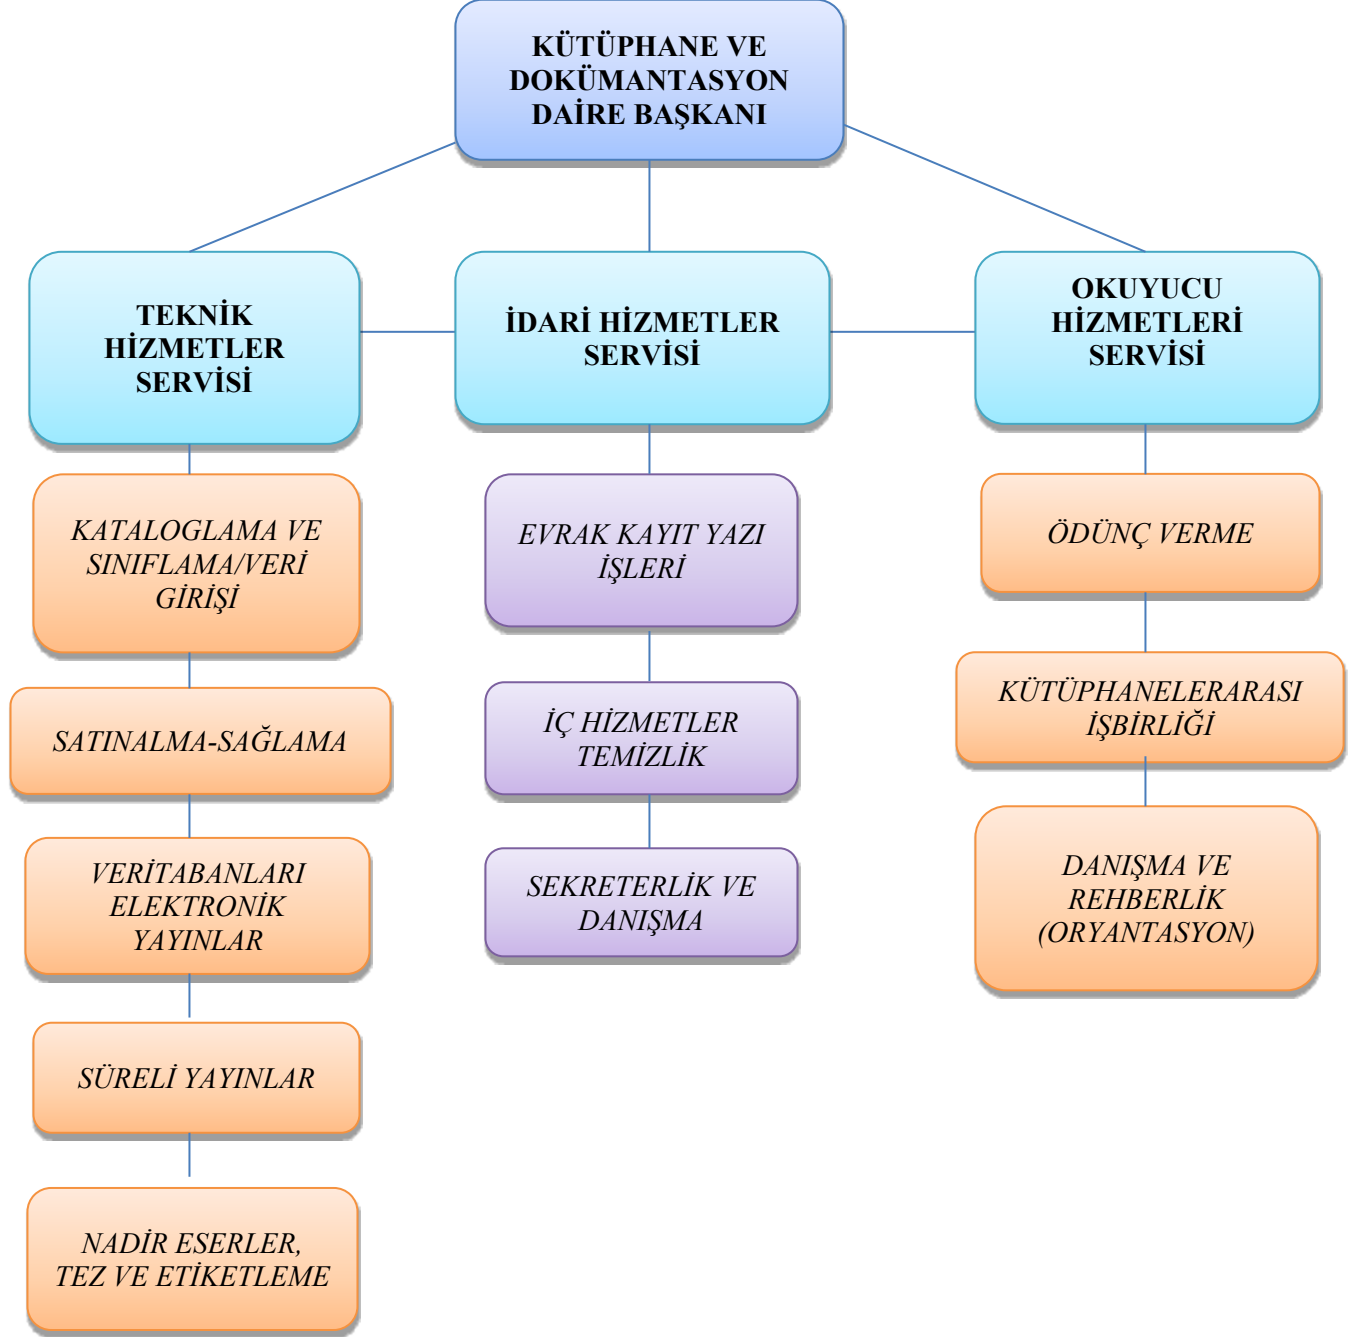 KÜTÜPHANE VE
DOKÜMANTASYON
DAİRE BAŞKANI
TEKNİK
HİZMETLER
SERVİSİ
İDARİ HİZMETLER
SERVİSİ
OKUYUCU
HİZMETLERİ
SERVİSİ
KATALOGLAMA VE
SINIFLAMA/VERİ
GİRİŞİ
SATINALMA-SAĞLAMA
VERİTABANLARI
ELEKTRONİK
YAYINLAR
SÜRELİ YAYINLAR
NADİR ESERLER,
TEZ VE ETİKETLEME
EVRAK KAYIT YAZI
İŞLERİ
İÇ HİZMETLER
TEMİZLİK
SEKRETERLİK VE
DANIŞMA
ÖDÜNÇ VERME
KÜTÜPHANELERARASI
İŞBİRLİĞİ
DANIŞMA VE
REHBERLİK
(ORYANTASYON)